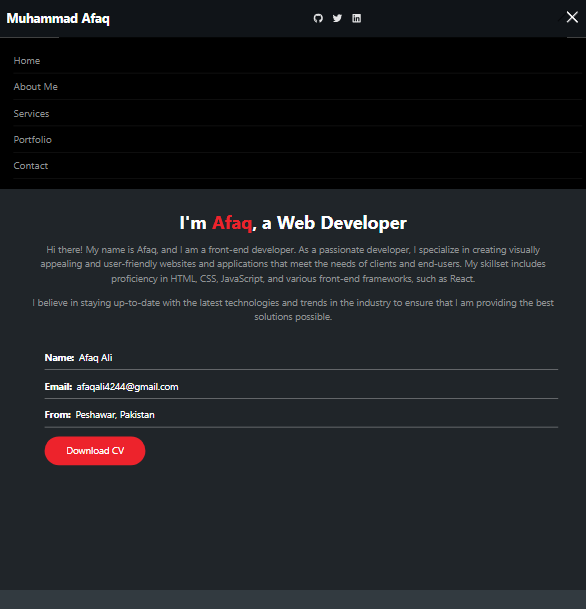 Muhammad Afaq
Home
About Me
Services
Portfolio
Contact
I'm Afaq, a Web Developer
Hi there! My name is Afaq, and I am a front-end developer. As a passionate developer, I specialize in creating visually
appealing and user-friendly websites and applications that meet the needs of clients and end-users. My skillset includes
proficiency in HTML, CSS, JavaScript, and various front-end frameworks, such as React.
I believe in staying up-to-date with the latest technologies and trends in the industry to ensure that I am providing the best
solutions possible.
Name: Afaq Ali
Email: afaqali4244@gmail.com
From: Peshawar, Pakistan
Download CV